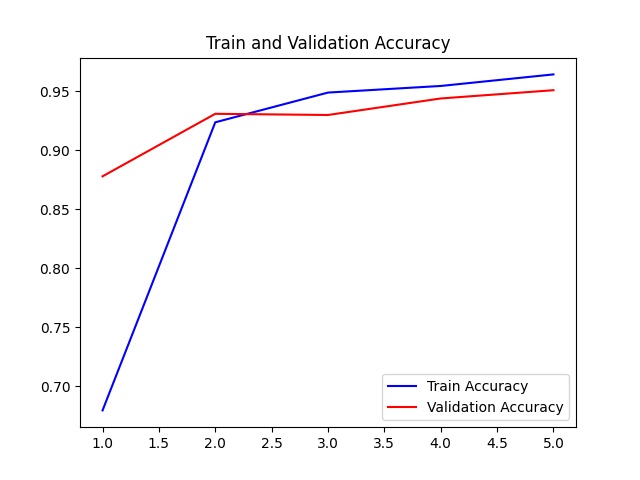 Train and Validation Accuracy
0.95
0.90
0.85
0.80
0.75
0.70
1.0 1.5 2.0 2.5 3.0 3.5 4.0 4.5 5.0
Train Accuracy
Validation Accuracy